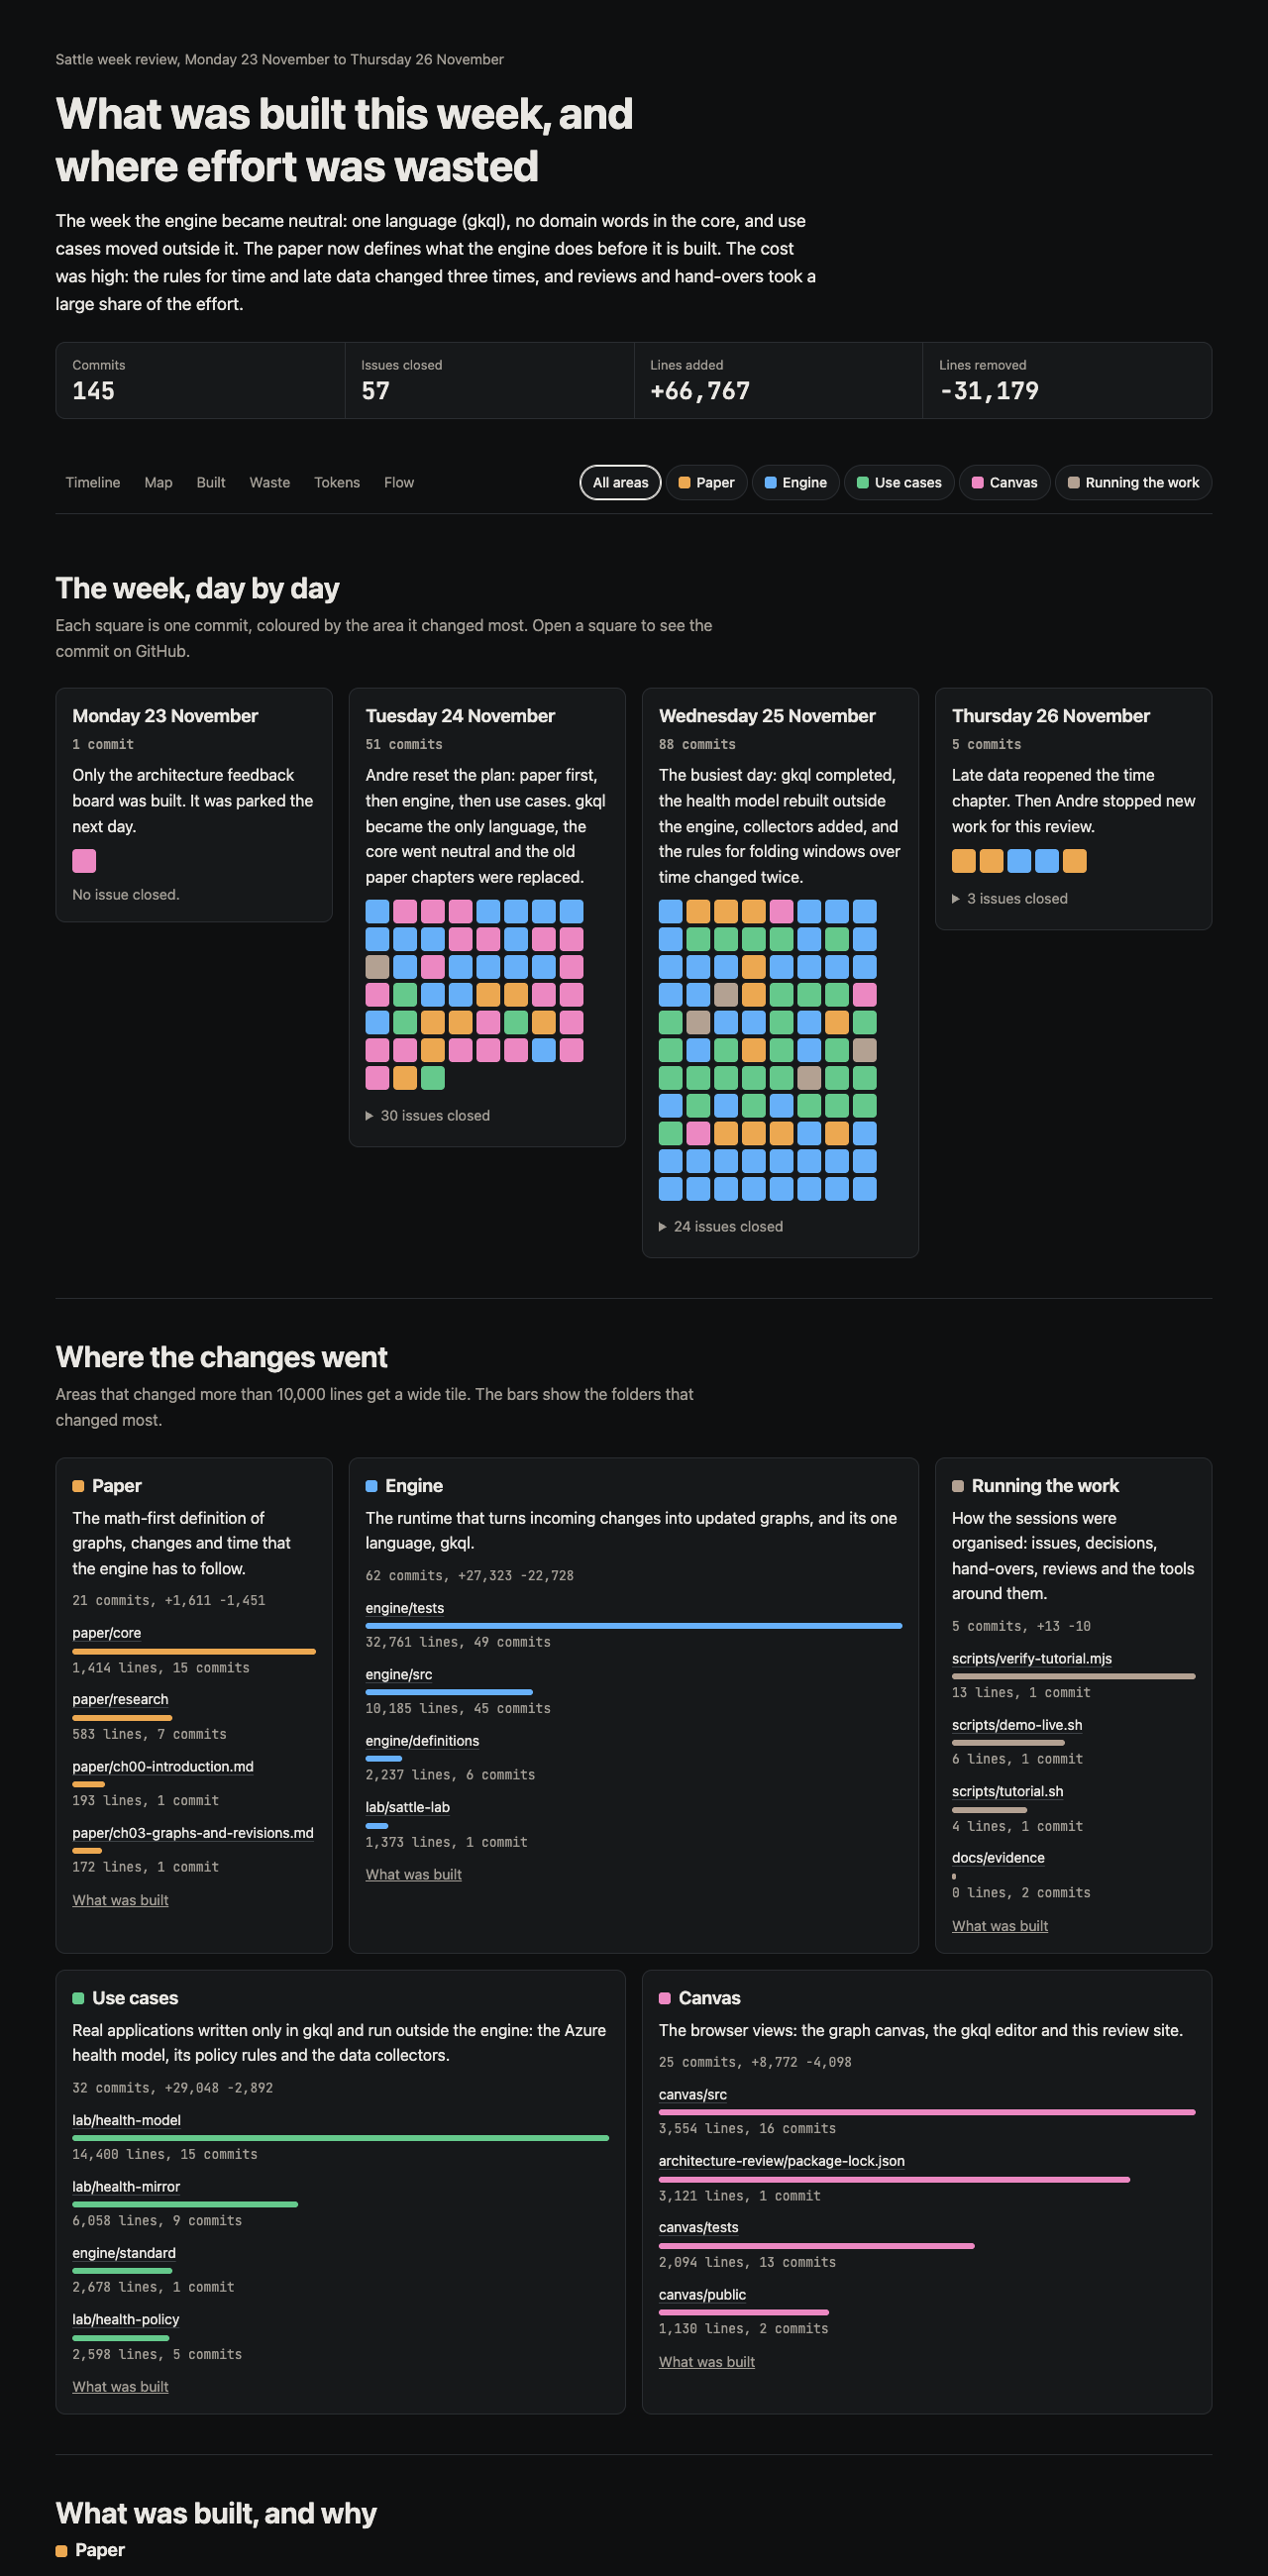 Sattle week review, Monday 23 November to Thursday 26 November
What was built this week, and
where effort was wasted
The week the engine became neutral: one language (gkql), no domain words in the core, and use
cases moved outside it. The paper now defines what the engine does before it is built. The cost
was high: the rules for time and late data changed three times, and reviews and hand-overs took a
large share of the effort.
Commits
145
Issues closed
57
Lines added
+66,767
Lines removed
-31,179
Timeline Map Built Waste Tokens Flow
All areas Paper Engine Use cases Canvas Running the work
The week, day by day
Each square is one commit, coloured by the area it changed most. Open a square to see the
commit on GitHub.
Monday 23 November
1 commit
Only the architecture feedback
board was built. It was parked the
next day.
No issue closed.
Tuesday 24 November
51 commits
Andre reset the plan: paper first,
then engine, then use cases. gkql
became the only language, the
core went neutral and the old
paper chapters were replaced.
30 issues closed
Wednesday 25 November
88 commits
The busiest day: gkql completed,
the health model rebuilt outside
the engine, collectors added, and
the rules for folding windows over
time changed twice.
24 issues closed
Thursday 26 November
5 commits
Late data reopened the time
chapter. Then Andre stopped new
work for this review.
3 issues closed
Where the changes went
Areas that changed more than 10,000 lines get a wide tile. The bars show the folders that
changed most.
Paper
The math-first definition of
graphs, changes and time that
the engine has to follow.
21 commits, +1,611 -1,451
paper/core
1,414 lines, 15 commits
paper/research
583 lines, 7 commits
paper/ch00-introduction.md
193 lines, 1 commit
paper/ch03-graphs-and-revisions.md
172 lines, 1 commit
What was built
Engine
The runtime that turns incoming changes into updated graphs, and its one
language, gkql.
62 commits, +27,323 -22,728
engine/tests
32,761 lines, 49 commits
engine/src
10,185 lines, 45 commits
engine/definitions
2,237 lines, 6 commits
lab/sattle-lab
1,373 lines, 1 commit
What was built
Running the work
How the sessions were
organised: issues, decisions,
hand-overs, reviews and the tools
around them.
5 commits, +13 -10
scripts/verify-tutorial.mjs
13 lines, 1 commit
scripts/demo-live.sh
6 lines, 1 commit
scripts/tutorial.sh
4 lines, 1 commit
docs/evidence
0 lines, 2 commits
What was built
Use cases
Real applications written only in gkql and run outside the engine: the Azure
health model, its policy rules and the data collectors.
32 commits, +29,048 -2,892
lab/health-model
14,400 lines, 15 commits
lab/health-mirror
6,058 lines, 9 commits
engine/standard
2,678 lines, 1 commit
lab/health-policy
2,598 lines, 5 commits
What was built
Canvas
The browser views: the graph canvas, the gkql editor and this review site.
25 commits, +8,772 -4,098
canvas/src
3,554 lines, 16 commits
architecture-review/package-lock.json
3,121 lines, 1 commit
canvas/tests
2,094 lines, 13 commits
canvas/public
1,130 lines, 2 commits
What was built
What was built, and why
Paper